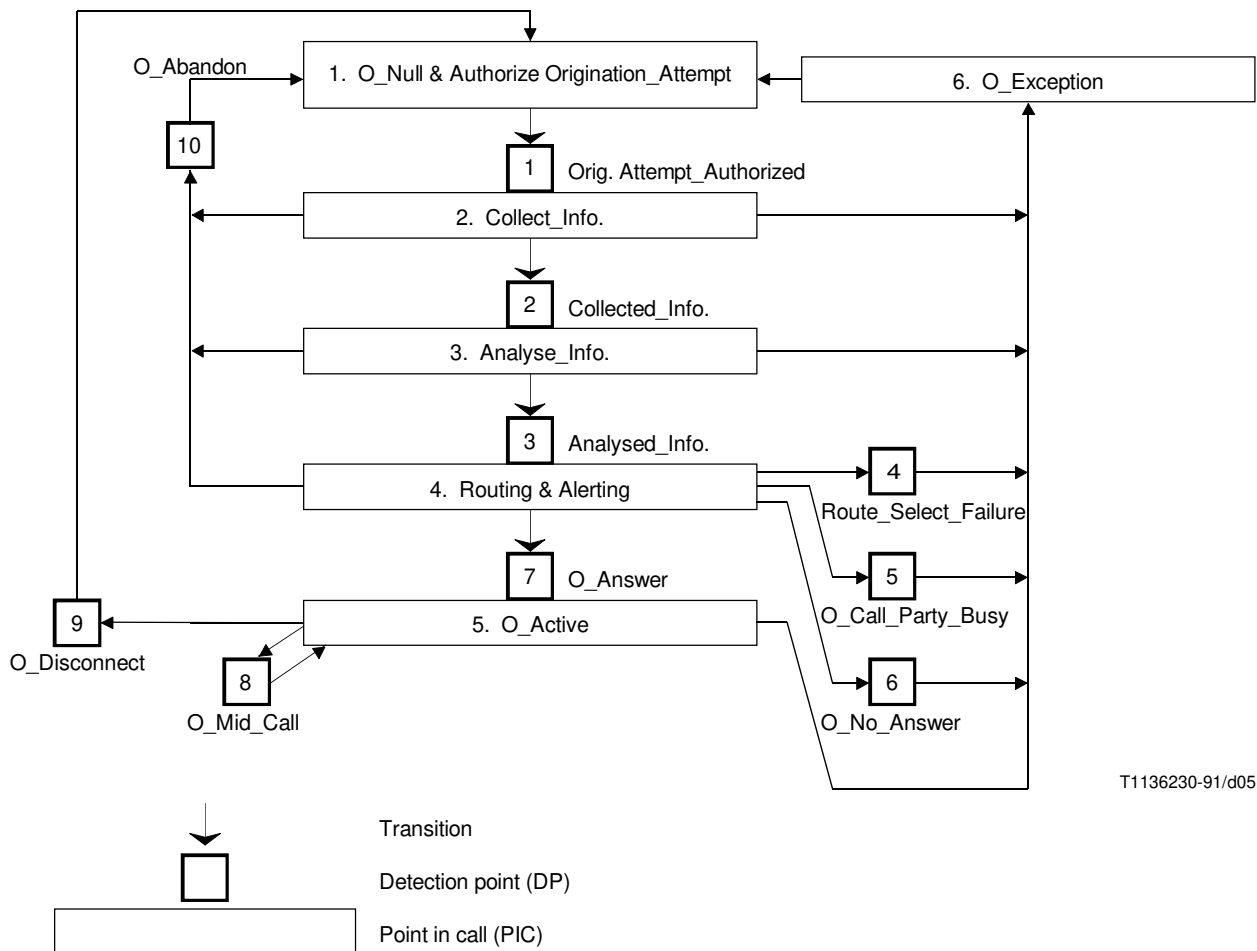 O_Abandon
1. O_Null & Authorize Origination_Attempt
6. O_Exception
10
1
Orig. Attempt_Authorized
2. Collect_Info.
2
Collected_Info.
3. Analyse_Info.
3
Analysed_Info.
4
4. Routing & Alerting
Route_Select_Failure
7
O_Answer
5
9
5. O_Active
O_Call_Party_Busy
O_Disconnect
8
6
O_Mid_Call
O_No_Answer
T1136230-91/d05
Transition
Detection point (DP)
Point in call (PIC)